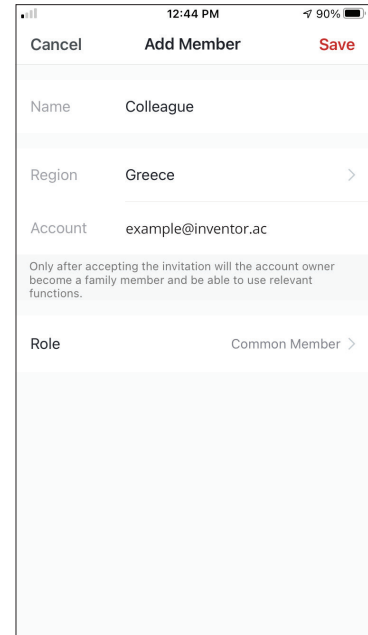 12:44 PM 90%
Cancel Add Member Save
Name Colleague
Region Greece
Account example@inventor.ac
Only after accepting the invitation will the account owner
become a family member and be able to use relevant
functions.
Role Common Member